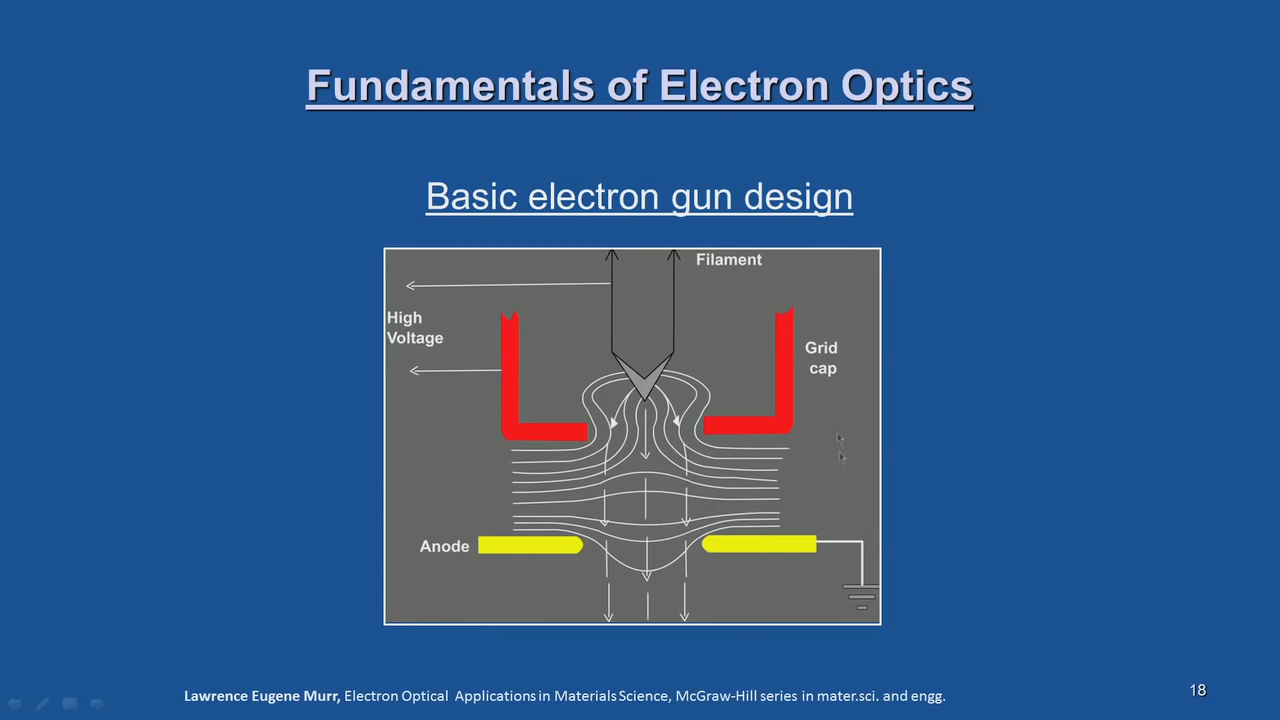 Fundamentals of Electron Optics
Basic electron gun design
Filament
High
Voltage
Grid
cap
Anode
Lawrence Eugene Murr, Electron Optical Applications in Materials Science, McGraw-Hill series in mater.sci. and engg.
18